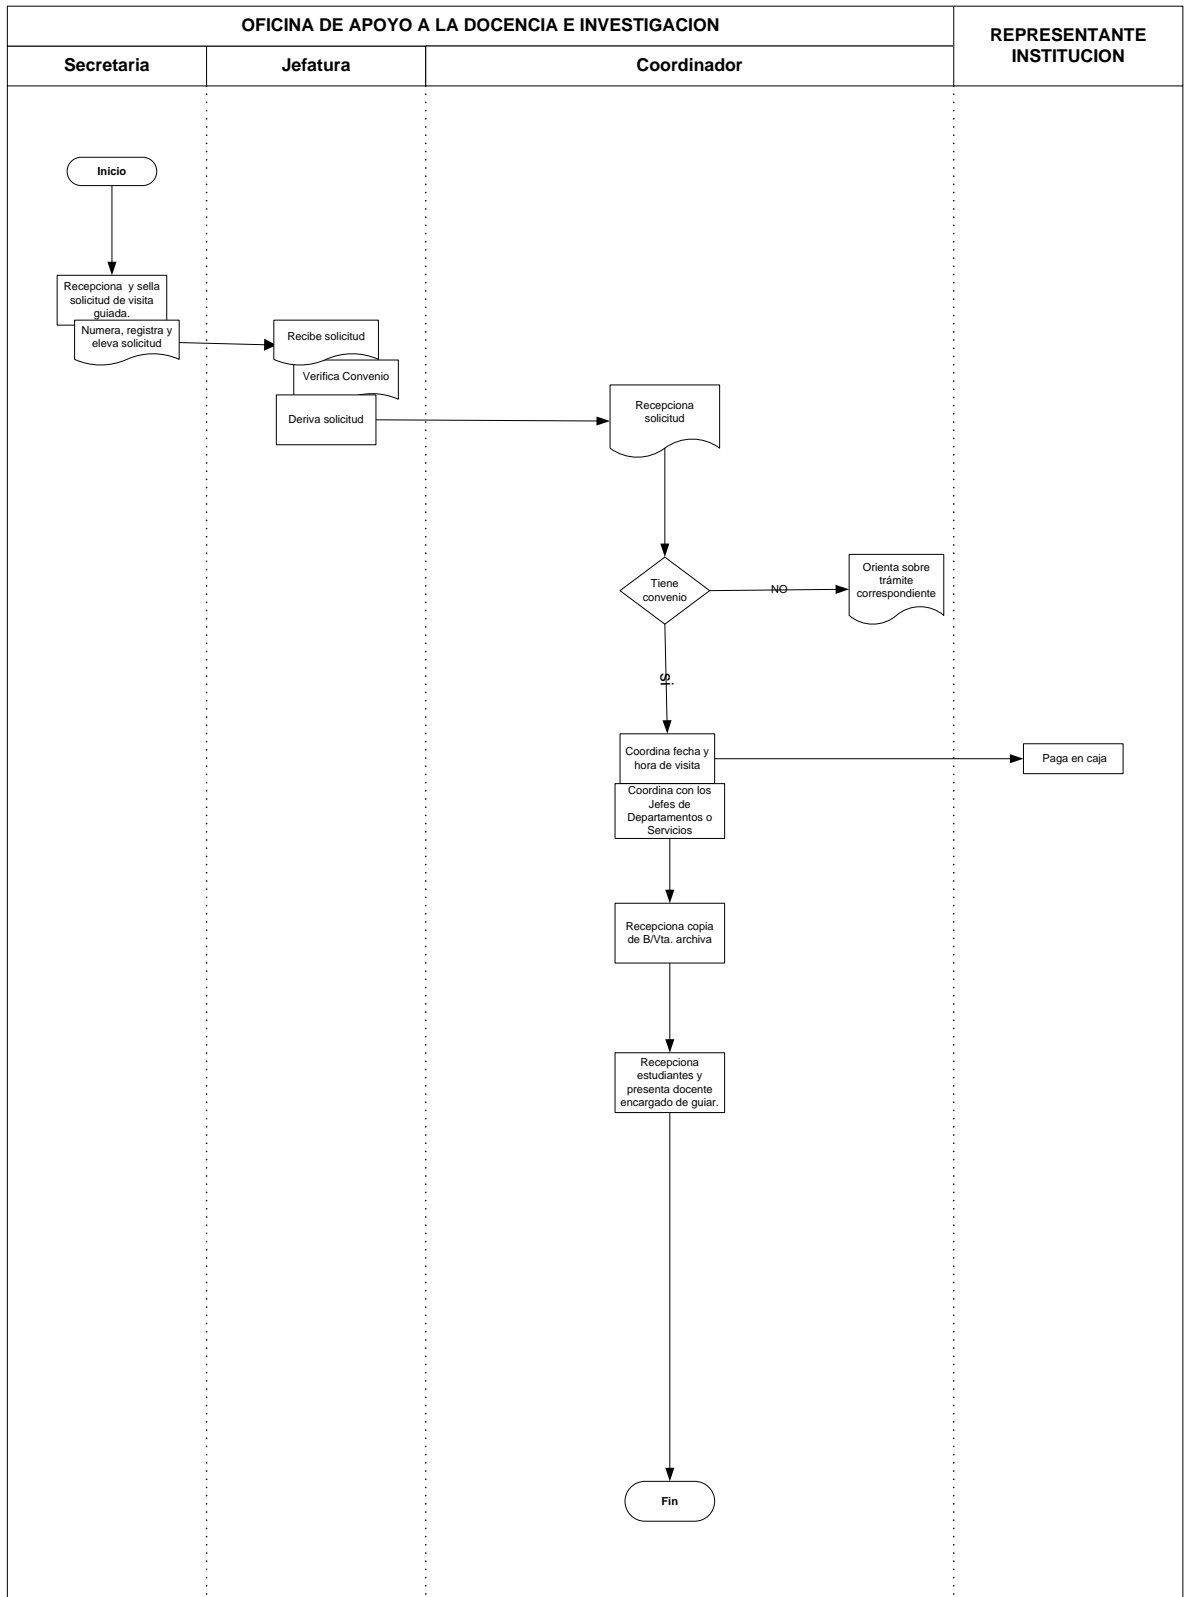 OFICINA DE APOYO A LA DOCENCIA E INVESTIGACION
REPRESENTANTE
INSTITUCION
Secretaria
Jefatura
Coordinador
Inicio
Recepciona y sella
solicitud de visita
guiada.
Numera, registra y
eleva solicitud
Recibe solicitud
Verifica Convenio
Deriva solicitud
Recepciona
solicitud
Tiene
convenio
NO
Orienta sobre
trámite
correspondiente
si
Coordina fecha y
hora de visita
Paga en caja
Coordina con los
Jefes de
Departamentos o
Servicios
Recepciona copia
de B/Vta. archiva
Recepciona
estudiantes y
presenta docente
encargado de guiar.
Fin